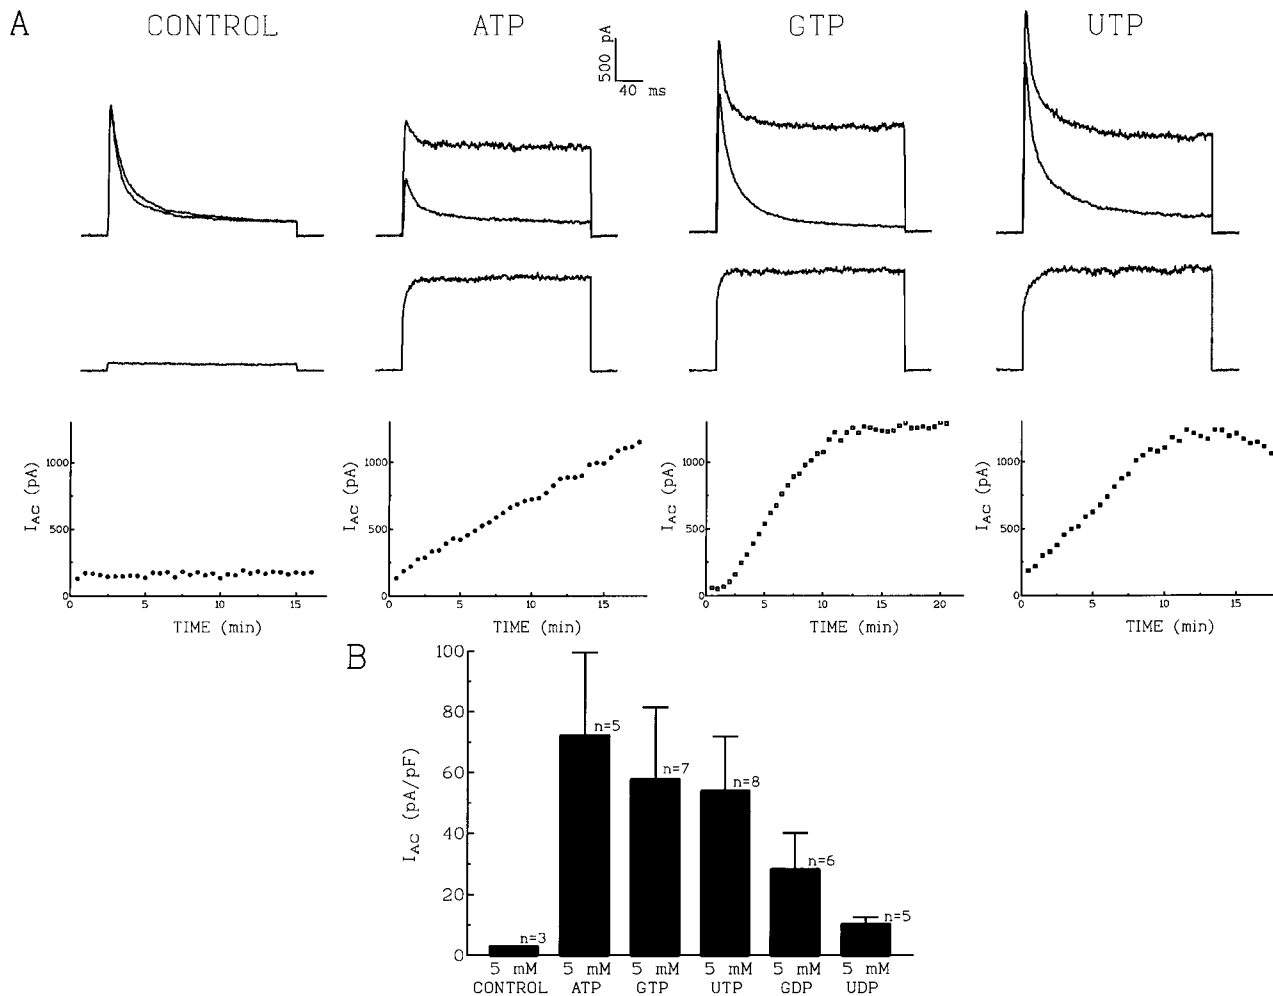 A
CONTROL
ATP
GTP
UTP
500 pA
40 ms
I_AC (pA)
1000
500
0
0
5
10
15
TIME (min)
I_AC (pA)
1000
500
0
0
5
10
15
TIME (min)
I_AC (pA)
1000
500
0
0
5
10
15
20
TIME (min)
I_AC (pA)
1000
500
0
0
5
10
15
TIME (min)
B
I_AC (pA/pF)
100
80
60
40
20
0
n=3
n=5
n=7
n=8
n=6
n=5
5 mM
CONTROL
5 mM
ATP
5 mM
GTP
5 mM
UTP
5 mM
GDP
5 mM
UDP